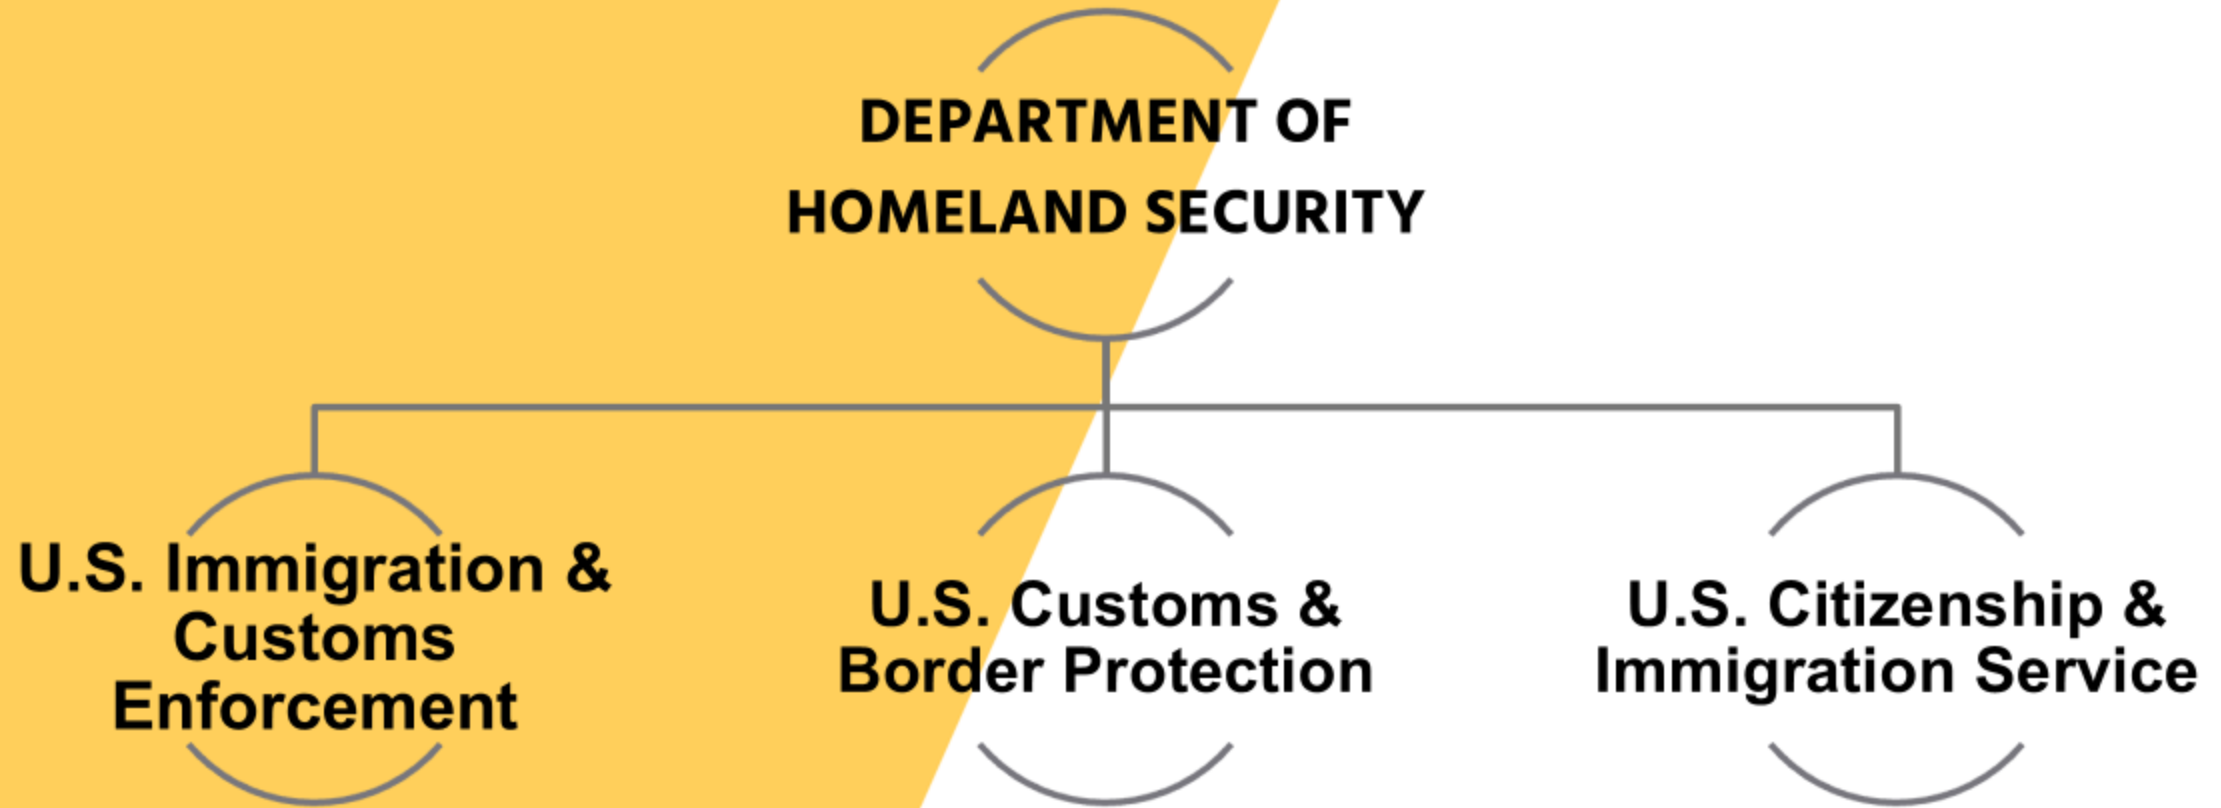 DEPARTMENT OF
HOMELAND SECURITY
U.S. Immigration &
Customs
Enforcement
U.S. Customs &
Border Protection
U.S. Citizenship &
Immigration Service